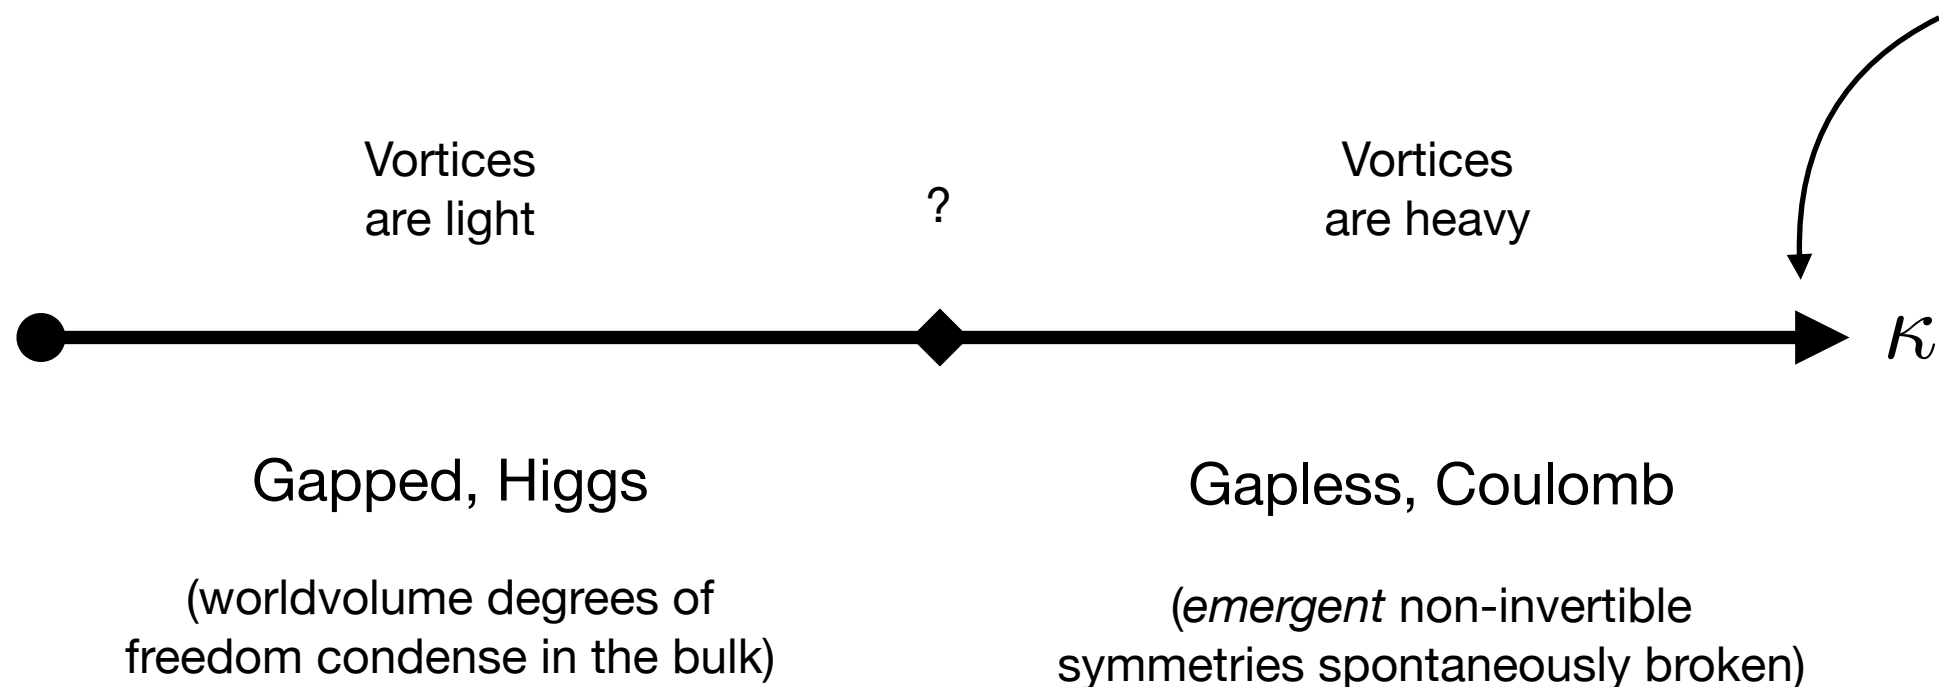 Vortices
are light
?
Vortices
are heavy
κ
Gapped, Higgs
(worldvolume degrees of
freedom condense in the bulk)
Gapless, Coulomb
(emergent non-invertible
symmetries spontaneously broken)